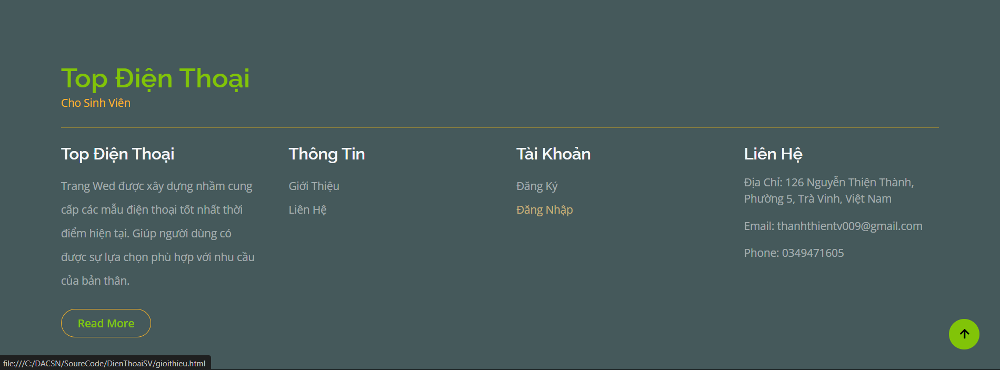 Top Điện Thoại
Cho Sinh Viên
Top Điện Thoại
Trang Wed được xây dựng nhầm cung
cấp các mẫu điện thoại tốt nhất thời
điểm hiện tại. Giúp người dùng có
được sự lựa chọn phù hợp với nhu cầu
của bản thân.
Read More
Thông Tin
Giới Thiệu
Liên Hệ
Tài Khoản
Đăng Ký
Đăng Nhập
Liên Hệ
Địa Chỉ: 126 Nguyễn Thiện Thành,
Phường 5, Trà Vinh, Việt Nam
Email: thanhthientv009@gmail.com
Phone: 0349471605
file:///C:/DACSN/SoureCode/DienThoaiSV/gioithieu.html